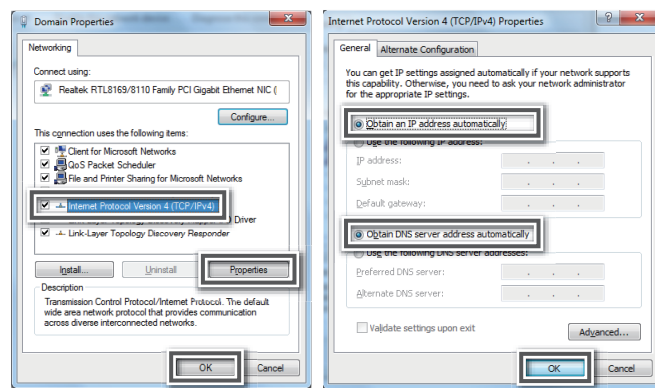 Domain Properties
Networking
Connect using:
Realtek RTL8169/8110 Family PCI Gigabit Ethernet NIC (
Configure...
This connection uses the following items:
Client for Microsoft Networks
QoS Packet Scheduler
File and Printer Sharing for Microsoft Networks
Internet Protocol Version 4 (TCP/IPv4)
Driver
Link-Layer Topology Discovery Responder
Install...
Uninstall
Properties
Description
Transmission Control Protocol/Internet Protocol. The default
wide area network protocol that provides communication
across diverse interconnected networks.
OK
Cancel
Internet Protocol Version 4 (TCP/IPv4) Properties
General
Alternate Configuration
You can get IP settings assigned automatically if your network supports
this capability. Otherwise, you need to ask your network administrator
for the appropriate IP settings.
Obtain an IP address automatically
Use the following IP address:
IP address:
Subnet mask:
Default gateway:
Obtain DNS server address automatically
Use the following DNS server addresses:
Preferred DNS server:
Alternate DNS server:
Validate settings upon exit
Advanced...
OK
Cancel